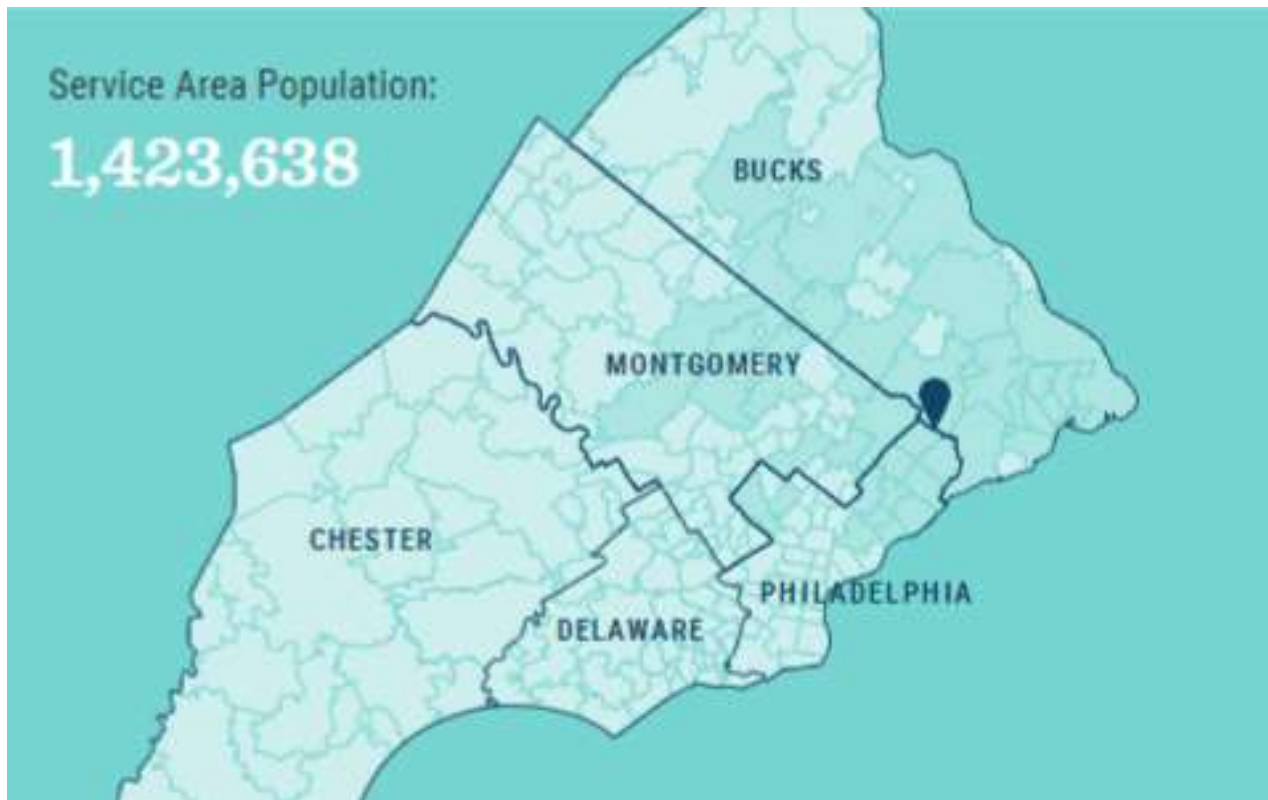 Service Area Population:
1,423,638
BUCKS
MONTGOMERY
CHESTER
PHILADELPHIA
DELAWARE